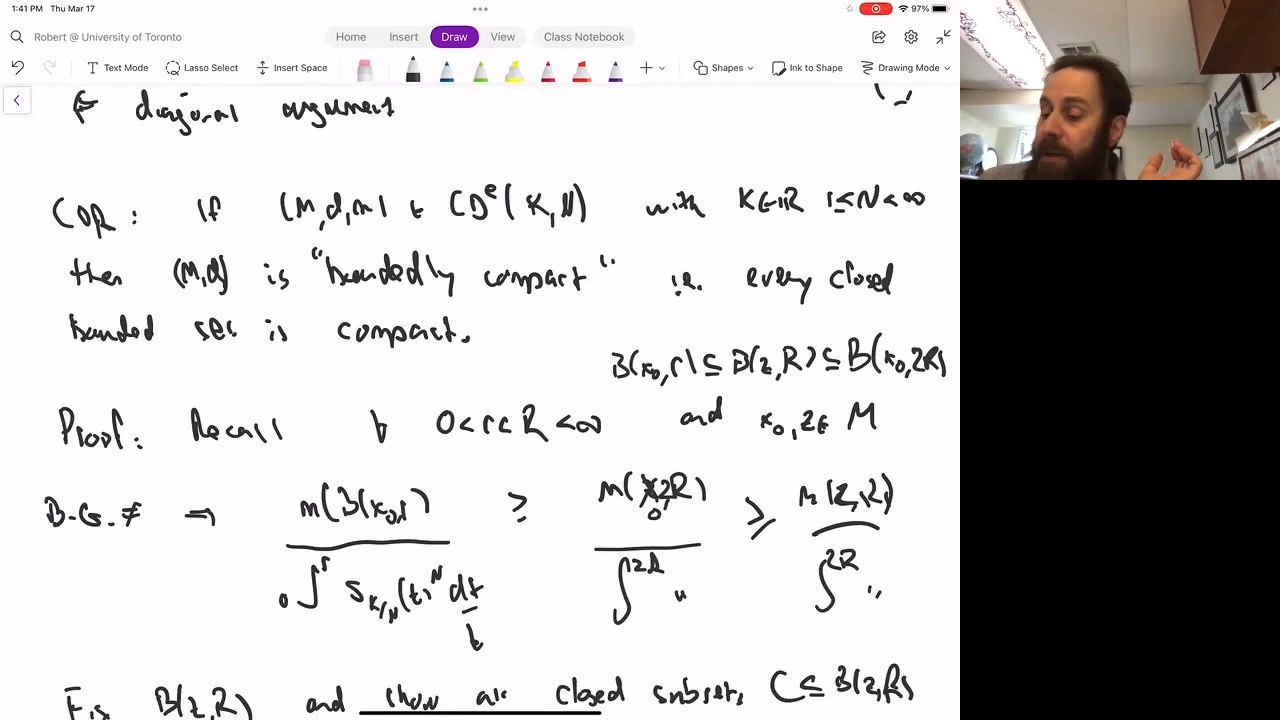 1:41 PM Thu Mar 17
97%
Robert @ University of Toronto
Home Insert Draw View Class Notebook
Text Mode Lasso Select Insert Space Shapes Ink to Shape Drawing Mode
diagonal argument
COR: If (M,d,m) ∈ CD^e(K,N) with K∈ℝ 1≤N<∞
then (M,d) is "boundedly compact". i.e. every closed
bounded set is compact.
B(x₀,r) ⊆ B(z,R) ⊆ B(x₀,2R)
Proof: Recall ∀ 0<r<R<∞ and x₀,z∈ M
B-G ≠ ⇒ m(B(x₀,r)) / ₀∫^r S_{K/N}(t)^N dt/t ≥ m(x₀,2R) / ∫^{2R} " ≥ m(z,R) / ∫^{2R} "
Fix B(z,R) and show all closed subsets C ⊆ B(z,R)